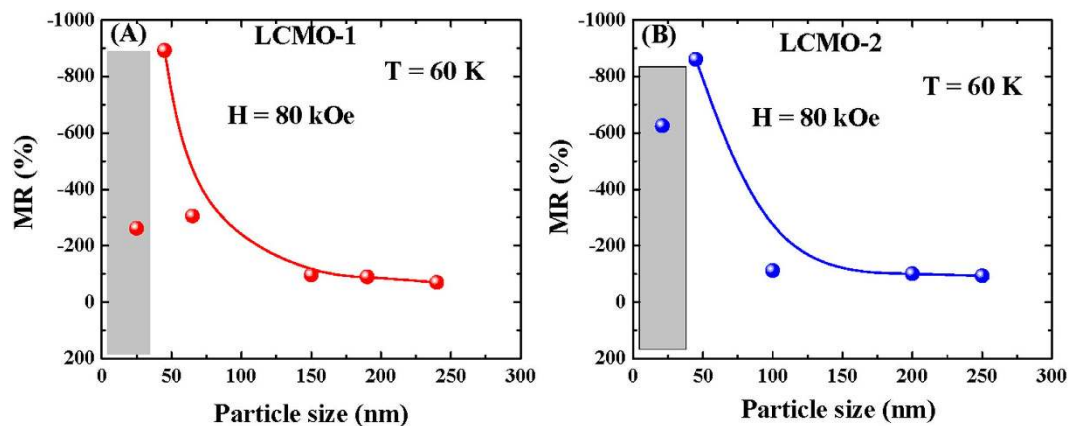 (A)
LCMO-1
T = 60 K
H = 80 kOe
MR (%)
-1000
-800
-600
-400
-200
0
200
0 50 100 150 200 250 300
Particle size (nm)
(B)
LCMO-2
T = 60 K
H = 80 kOe
MR (%)
-1000
-800
-600
-400
-200
0
200
0 50 100 150 200 250 300
Particle size (nm)